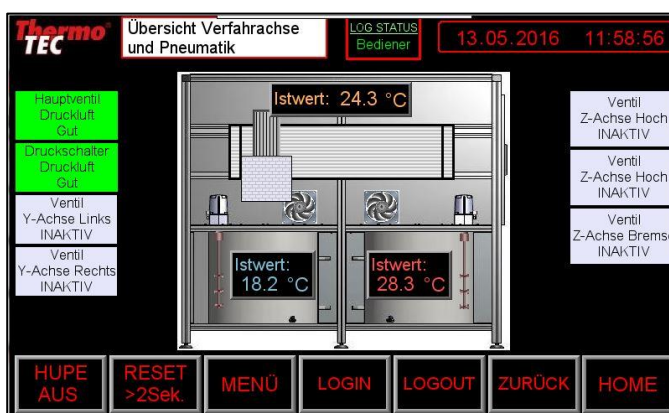 Thermo
TEC
Übersicht Verfahrachse
und Pneumatik
LOG STATUS
Bediener
13.05.2016 11:58:56
Hauptventil
Druckluft
Gut
Druckschalter
Druckluft
Gut
Ventil
Y-Achse Links
INAKTIV
Ventil
Y-Achse Rechts
INAKTIV
Istwert: 24.3 °C
Istwert:
18.2 °C
Istwert:
28.3 °C
Ventil
Z-Achse Hoch
INAKTIV
Ventil
Z-Achse Hoch
INAKTIV
Ventil
Z-Achse Bremse
INAKTIV
HUPE
AUS
RESET
>2Sek.
MENÜ
LOGIN
LOGOUT
ZURÜCK
HOME